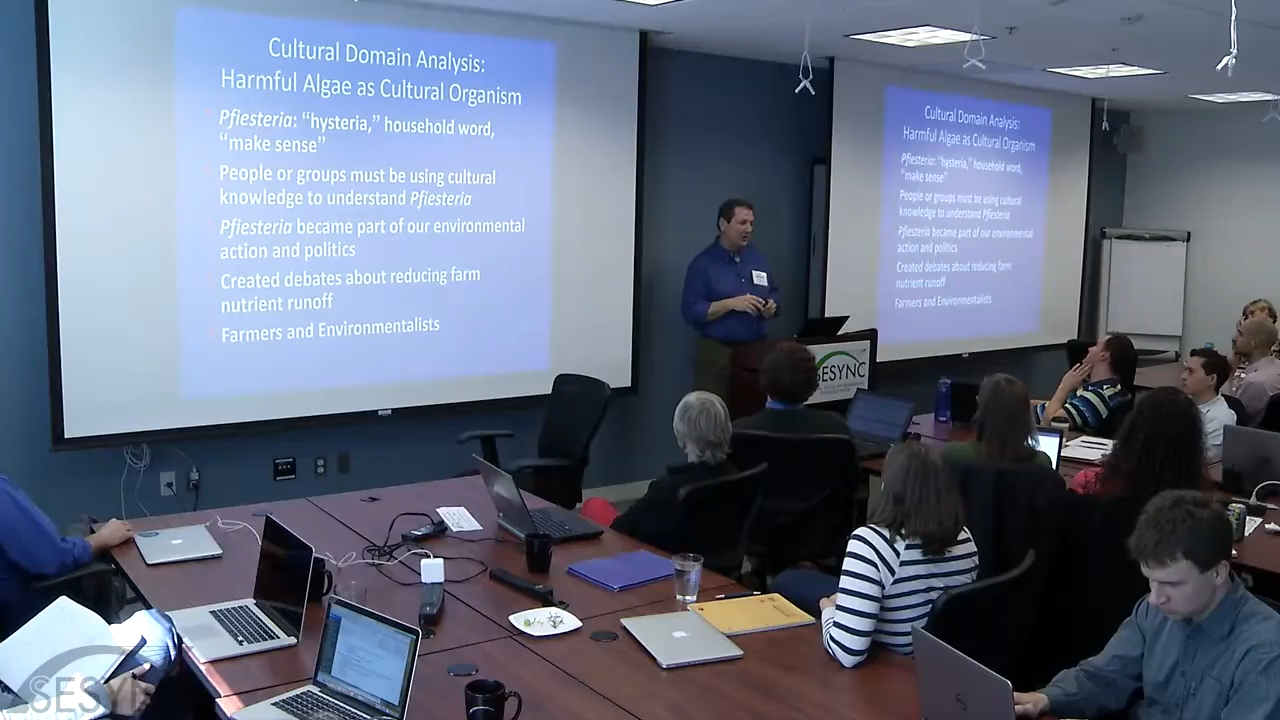 Cultural Domain Analysis:
Harmful Algae as Cultural Organism
Pfiesteria: “hysteria,” household word,
“make sense”
People or groups must be using cultural
knowledge to understand Pfiesteria
Pfiesteria became part of our environmental
action and politics
Created debates about reducing farm
nutrient runoff
Farmers and Environmentalists
Cultural Domain Analysis:
Harmful Algae as Cultural Organism
Pfiesteria: “hysteria,” household word,
“make sense”
People or groups must be using cultural
knowledge to understand Pfiesteria
Pfiesteria became part of our environmental
action and politics
Created debates about reducing farm
nutrient runoff
Farmers and Environmentalists
SESYNC
SESYN